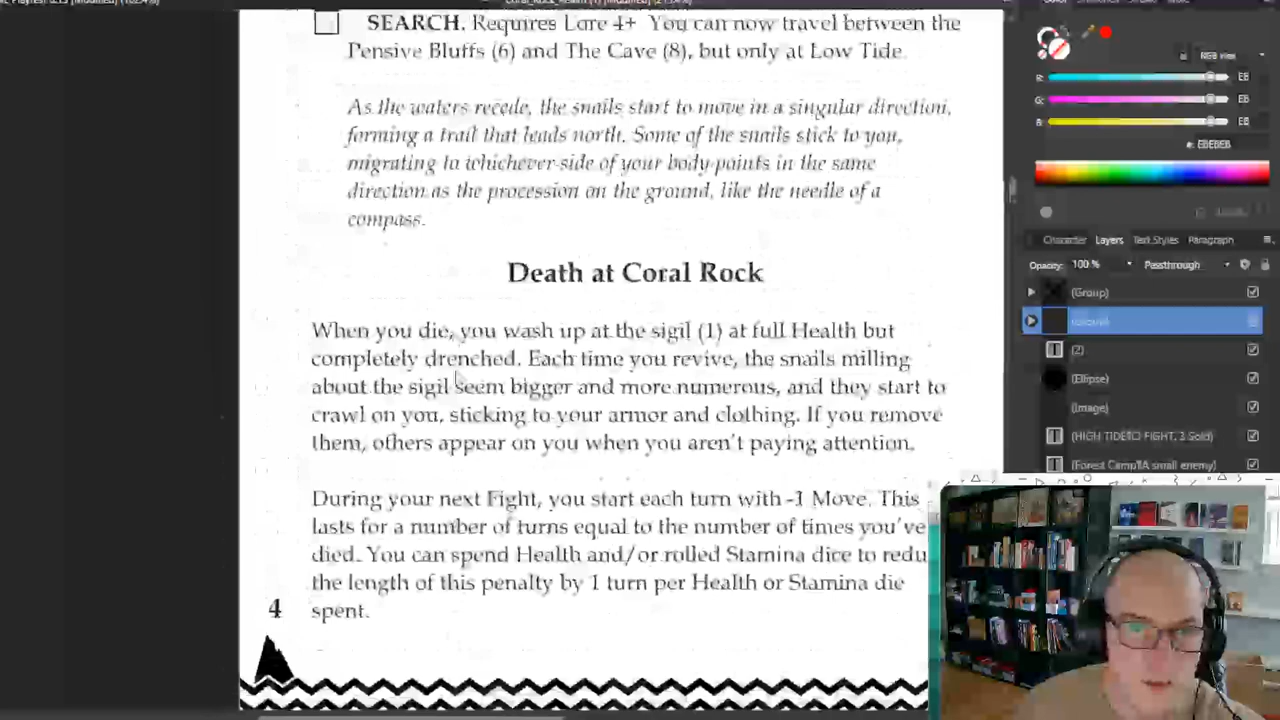 SEARCH. Requires Lore 4+ You can now travel between the
Pensive Bluffs (6) and The Cave (8), but only at Low Tide.
As the waters recede, the snails start to move in a singular direction,
forming a trail that leads north. Some of the snails stick to you,
migrating to whichever side of your body points in the same
direction as the procession on the ground, like the needle of a
compass.
Death at Coral Rock
When you die, you wash up at the sigil (1) at full Health but
completely drenched. Each time you revive, the snails milling
about the sigil seem bigger and more numerous, and they start to
crawl on you, sticking to your armor and clothing. If you remove
them, others appear on you when you aren't paying attention.
During your next Fight, you start each turn with -1 Move. This
lasts for a number of turns equal to the number of times you've
died. You can spend Health and/or rolled Stamina dice to redu
the length of this penalty by 1 turn per Health or Stamina die
spent.
4
Character Layers Text Styles Paragraph
Opacity: 100 % Passthrough
(Group)
(2)
(Ellipse)
(Image)
(HIGH TIDETO FIGHT, 3 Gold)